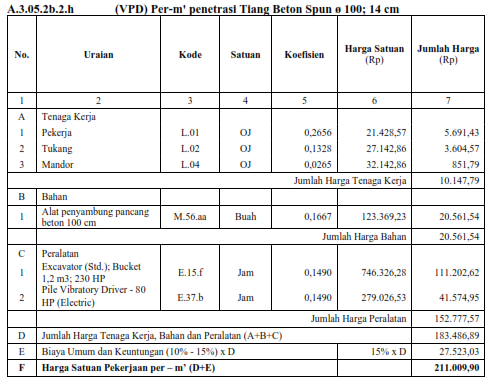 A.3.05.2b.2.h (VPD) Per-m' penetrasi Tiang Beton Spun ø 100; 14 cm
No. Uraian Kode Satuan Koefisien Harga Satuan (Rp) Jumlah Harga (Rp)
1 2 3 4 5 6 7
A Tenaga Kerja
1 Pekerja L.01 OJ 0,2656 21.428,57 5.691,43
2 Tukang L.02 OJ 0,1328 27.142,86 3.604,57
3 Mandor L.04 OJ 0,0265 32.142,86 851,79
Jumlah Harga Tenaga Kerja 10.147,79
B Bahan
1 Alat penyambung pancang beton 100 cm M.56.aa Buah 0,1667 123.369,23 20.561,54
Jumlah Harga Bahan 20.561,54
C Peralatan
1 Excavator (Std.); Bucket 1,2 m3; 230 HP E.15.f Jam 0,1490 746.326,28 111.202,62
2 Pile Vibratory Driver - 80 HP (Electric) E.37.b Jam 0,1490 279.026,53 41.574,95
Jumlah Harga Peralatan 152.777,57
D Jumlah Harga Tenaga Kerja, Bahan dan Peralatan (A+B+C) 183.486,89
E Biaya Umum dan Keuntungan (10% - 15%) x D 15% x D 27.523,03
F Harga Satuan Pekerjaan per – m' (D+E) 211.009,90